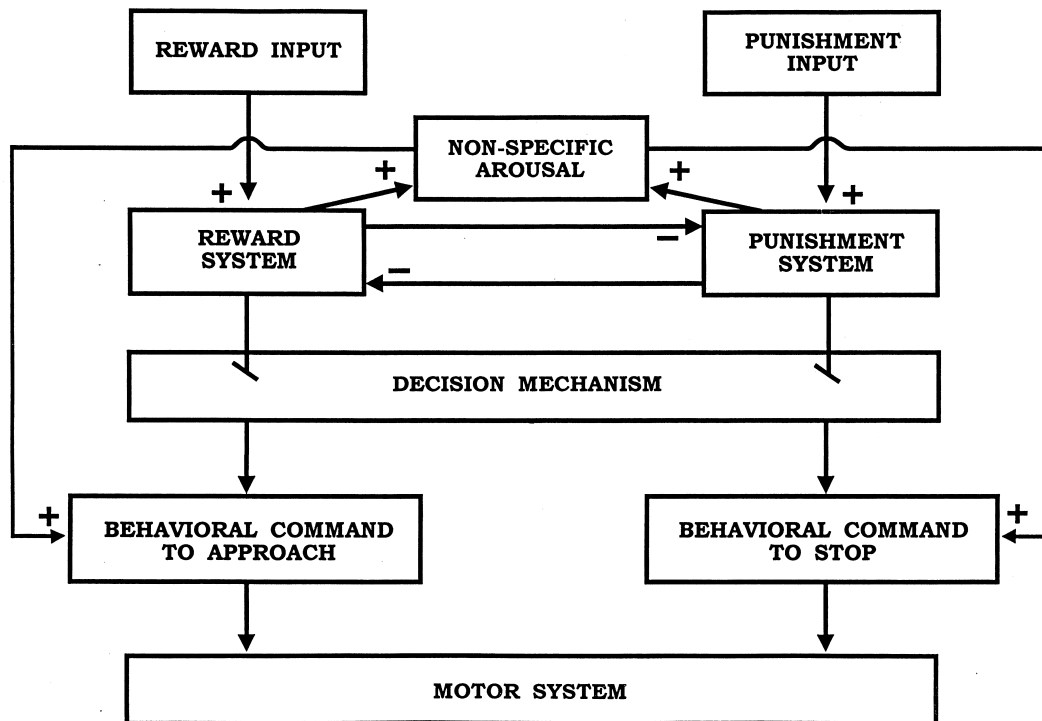 REWARD INPUT
PUNISHMENT
INPUT
NON-SPECIFIC
AROUSAL
+
+
+
+
REWARD
SYSTEM
−
PUNISHMENT
SYSTEM
−
DECISION MECHANISM
+
BEHAVIORAL COMMAND
TO APPROACH
BEHAVIORAL COMMAND
TO STOP
+
MOTOR SYSTEM